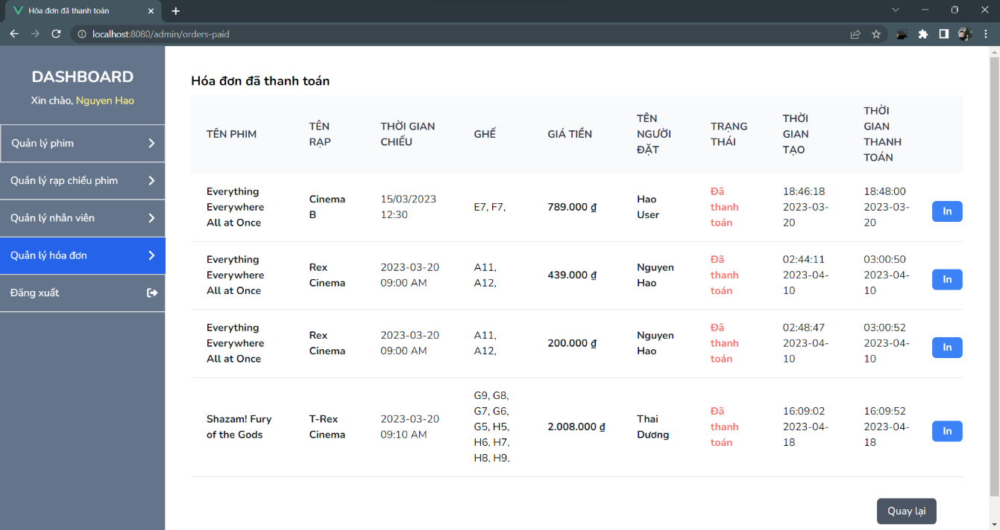 Hóa đơn đã thanh toán
localhost:8080/admin/orders-paid
DASHBOARD
Xin chào, Nguyen Hao
Quản lý phim
Quản lý rạp chiếu phim
Quản lý nhân viên
Quản lý hóa đơn
Đăng xuất
Hóa đơn đã thanh toán
TÊN PHIM
TÊN
RẠP
THỜI GIAN
CHIẾU
GHẾ
GIÁ TIỀN
TÊN
NGƯỜI
ĐẶT
TRẠNG
THÁI
THỜI
GIAN
TẠO
THỜI
GIAN
THANH
TOÁN
Everything
Everywhere
All at Once
Cinema
B
15/03/2023
12:30
E7, F7,
789.000 ₫
Hao
User
Đã
thanh
toán
18:46:18
2023-03-
20
18:48:00
2023-03-
20
In
Everything
Everywhere
All at Once
Rex
Cinema
2023-03-20
09:00 AM
A11,
A12,
439.000 ₫
Nguyen
Hao
Đã
thanh
toán
02:44:11
2023-04-
10
03:00:50
2023-04-
10
In
Everything
Everywhere
All at Once
Rex
Cinema
2023-03-20
09:00 AM
A11,
A12,
200.000 ₫
Nguyen
Hao
Đã
thanh
toán
02:48:47
2023-04-
10
03:00:52
2023-04-
10
In
Shazam! Fury
of the Gods
T-Rex
Cinema
2023-03-20
09:10 AM
G9, G8,
G7, G6,
G5, H5,
H6, H7,
H8, H9,
2.008.000 ₫
Thai
Dương
Đã
thanh
toán
16:09:02
2023-04-
18
16:09:52
2023-04-
18
In
Quay lại